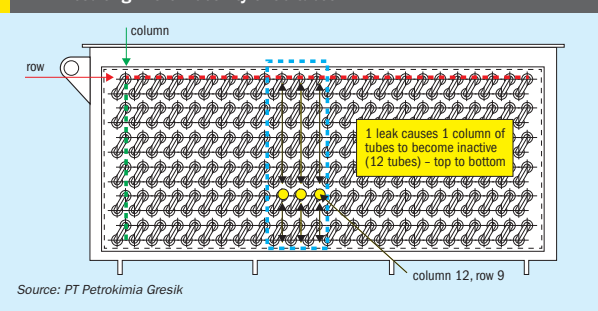 column
row
1 leak causes 1 column of
tubes to become inactive
(12 tubes) – top to bottom
column 12, row 9
Source: PT Petrokimia Gresik